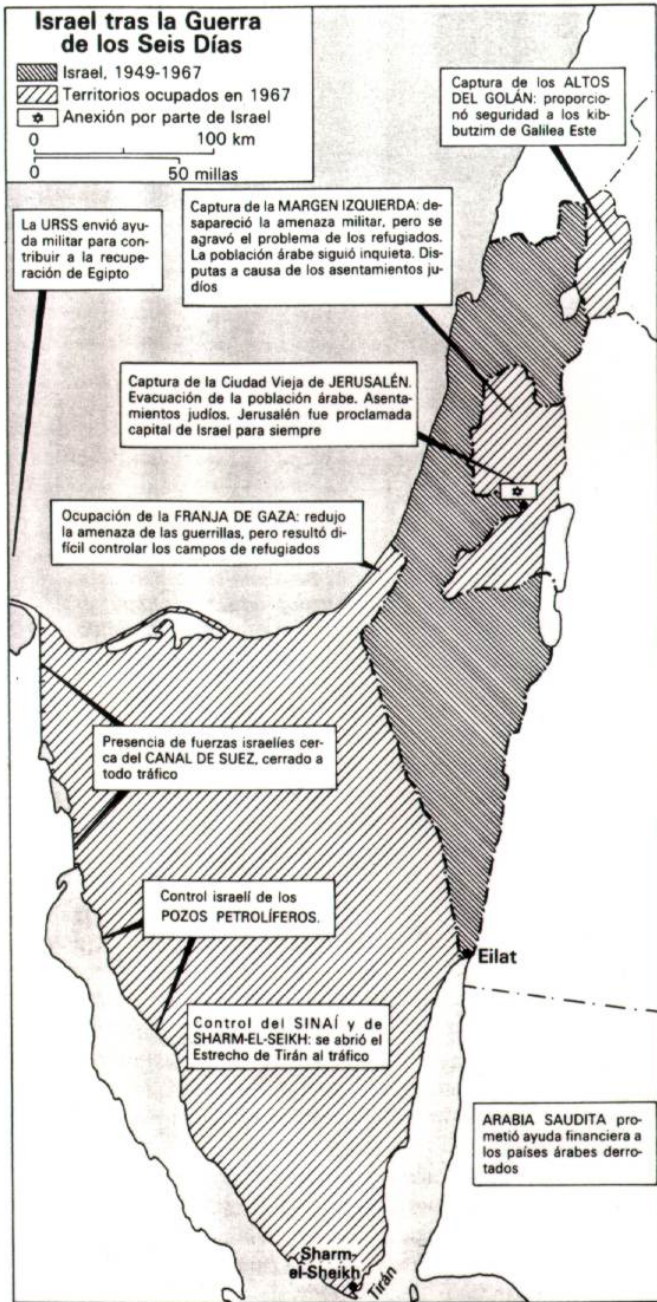 Israel tras la Guerra
de los Seis Días
Israel, 1949-1967
Territorios ocupados en 1967
Anexión por parte de Israel
0 100 km
0 50 millas
Captura de los ALTOS
DEL GOLÁN: proporcio-
nó seguridad a los kib-
butzim de Galilea Este
La URSS envió ayu-
da militar para con-
tribuir a la recupe-
ración de Egipto
Captura de la MARGEN IZQUIERDA: de-
sapareció la amenaza militar, pero se
agravó el problema de los refugiados.
La población árabe siguió inquieta. Dis-
putas a causa de los asentamientos ju-
díos
Captura de la Ciudad Vieja de JERUSALÉN.
Evacuación de la población árabe. Asenta-
mientos judíos. Jerusalén fue proclamada
capital de Israel para siempre
Ocupación de la FRANJA DE GAZA: redujo
la amenaza de las guerrillas, pero resultó di-
fícil controlar los campos de refugiados
Presencia de fuerzas israelíes cer-
ca del CANAL DE SUEZ, cerrado a
todo tráfico
Control israelí de los
POZOS PETROLÍFEROS.
Eilat
Control del SINAÍ y de
SHARM-EL-SEIKH: se abrió el
Estrecho de Tirán al tráfico
ARABIA SAUDITA pro-
metió ayuda financiera a
los países árabes derro-
tados
Sharm-
el-Sheikh
Tirán